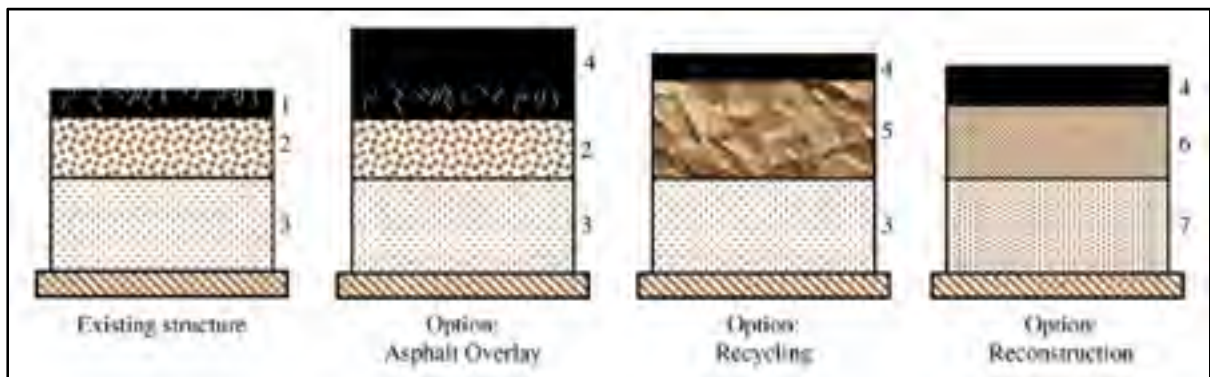 1
2
3
Existing structure
4
2
3
Option:
Asphalt Overlay
4
5
3
Option:
Recycling
4
6
7
Option:
Reconstruction